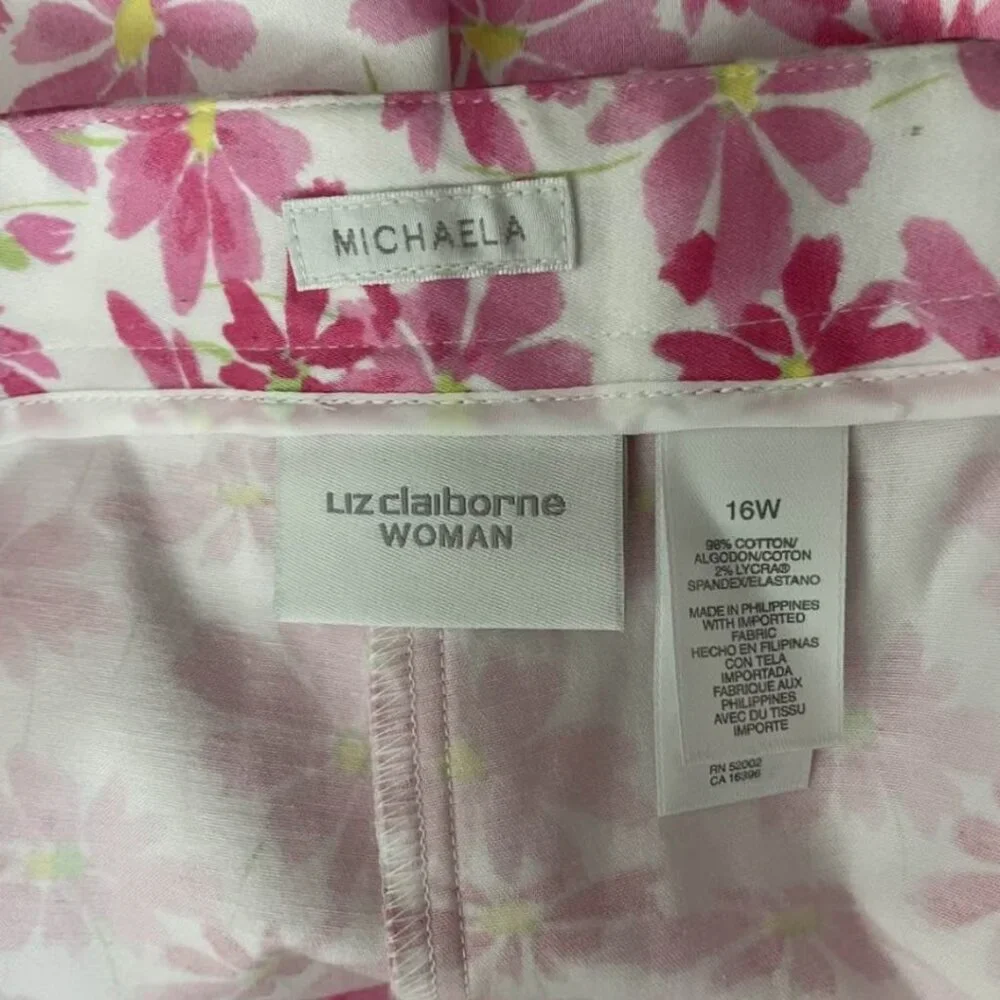 MICHAELA
LIZ claiborne
WOMAN
16W
98% COTTON/
ALGODON/COTON
2% LYCRA®
SPANDEX/ELASTANO
MADE IN PHILIPPINES
WITH IMPORTED
FABRIC
HECHO EN FILIPINAS
CON TELA
IMPORTADA
FABRIQUE AUX
PHILIPPINES
AVEC DU TISSU
IMPORTE
RN 52002
CA 16396